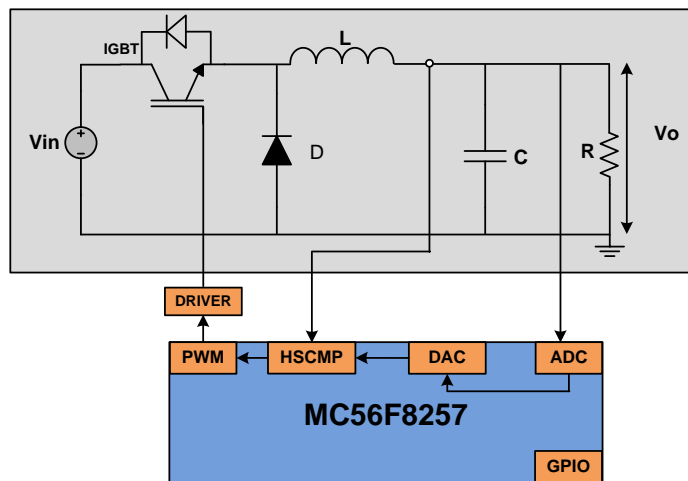 IGBT
L
Vin
+
−
D
C
R
Vo
DRIVER
PWM
HSCMP
DAC
ADC
MC56F8257
GPIO